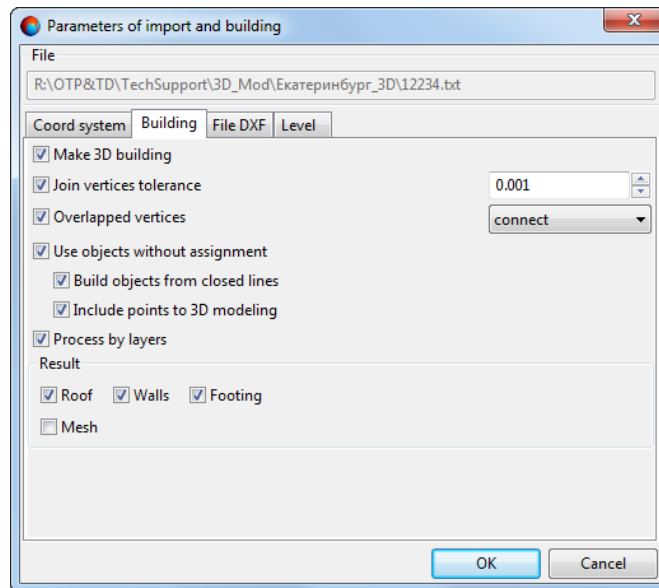 Parameters of import and building
File
R:\OTP&TD\TechSupport\3D_Mod\Екатеринбург_3D\12234.txt
Coord system Building File DXF Level
Make 3D building
Join vertices tolerance 0.001
Overlapped vertices connect
Use objects without assignment
Build objects from closed lines
Include points to 3D modeling
Process by layers
Result
Roof Walls Footing
Mesh
OK Cancel